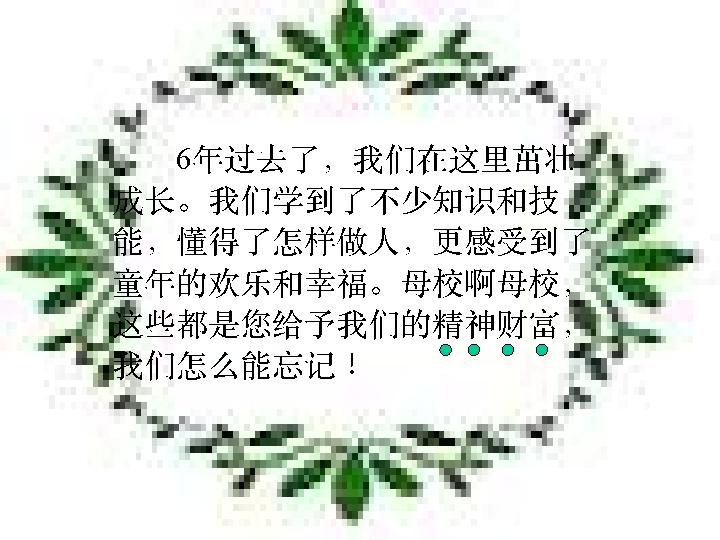 6年过去了，我们在这里茁壮
成长。我们学到了不少知识和技
能，懂得了怎样做人，更感受到了
童年的欢乐和幸福。母校啊母校，
这些都是您给予我们的精神财富，
我们怎么能忘记！